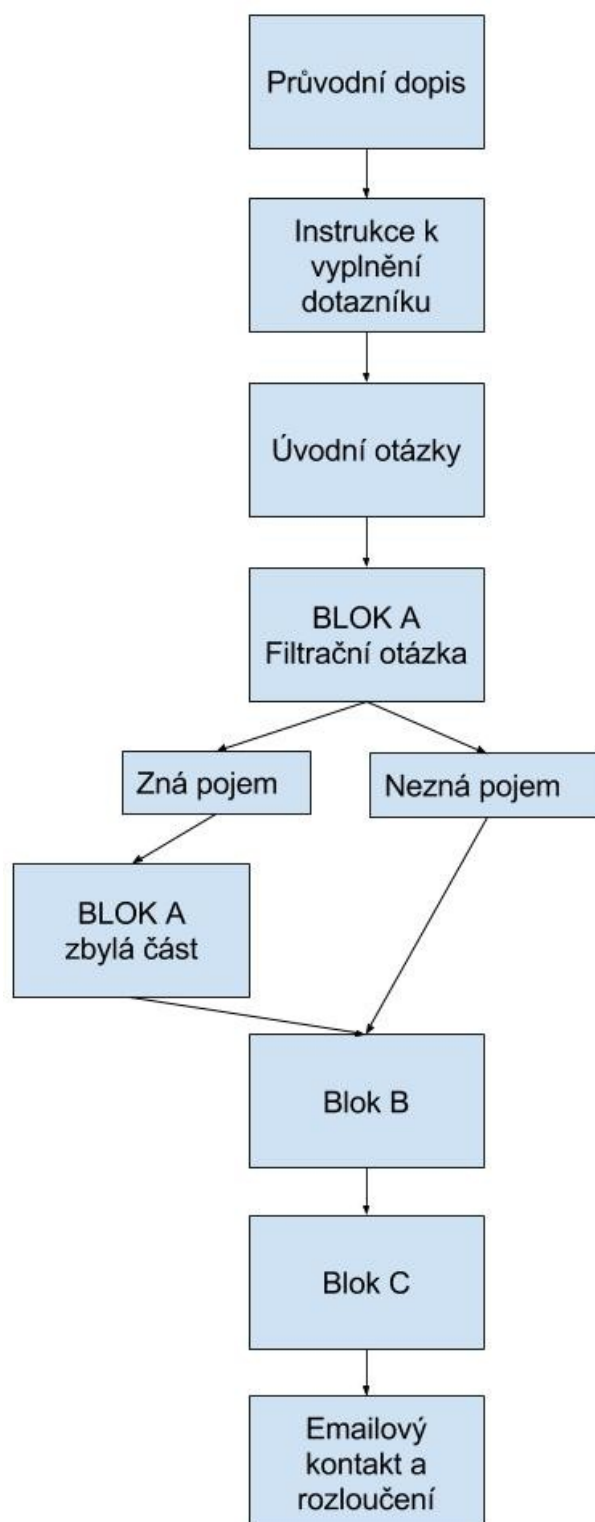 Průvodní dopis
Instrukce k
vyplnění
dotazníku
Úvodní otázky
BLOK A
Filtrační otázka
Zná pojem
Nezná pojem
BLOK A
zbylá část
Blok B
Blok C
Emailový
kontakt a
rozloučení